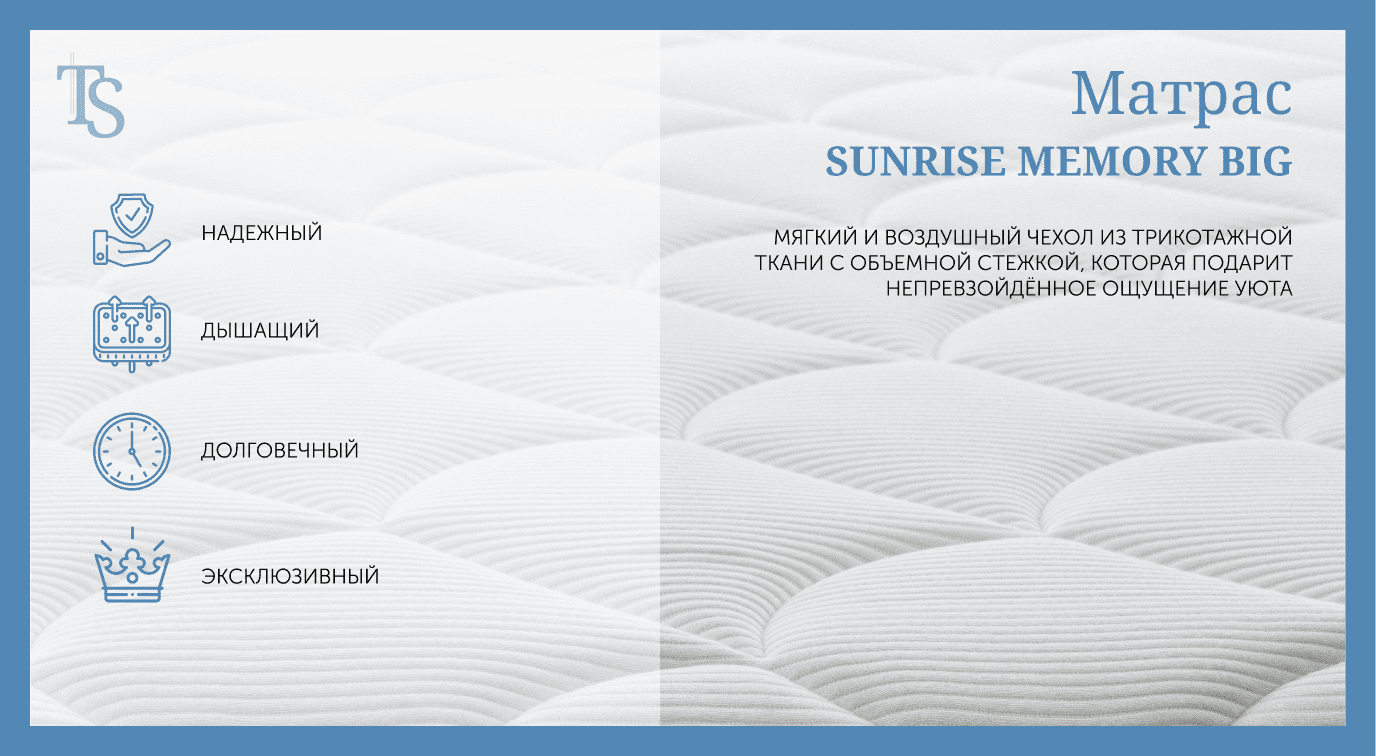 TS
Матрас
SUNRISE MEMORY BIG
МЯГКИЙ И ВОЗДУШНЫЙ ЧЕХОЛ ИЗ ТРИКОТАЖНОЙ
ТКАНИ С ОБЪЕМНОЙ СТЕЖКОЙ, КОТОРАЯ ПОДАРИТ
НЕПРЕВЗОЙДЁННОЕ ОЩУЩЕНИЕ УЮТА
НАДЕЖНЫЙ
ДЫШАЩИЙ
ДОЛГОВЕЧНЫЙ
ЭКСКЛЮЗИВНЫЙ